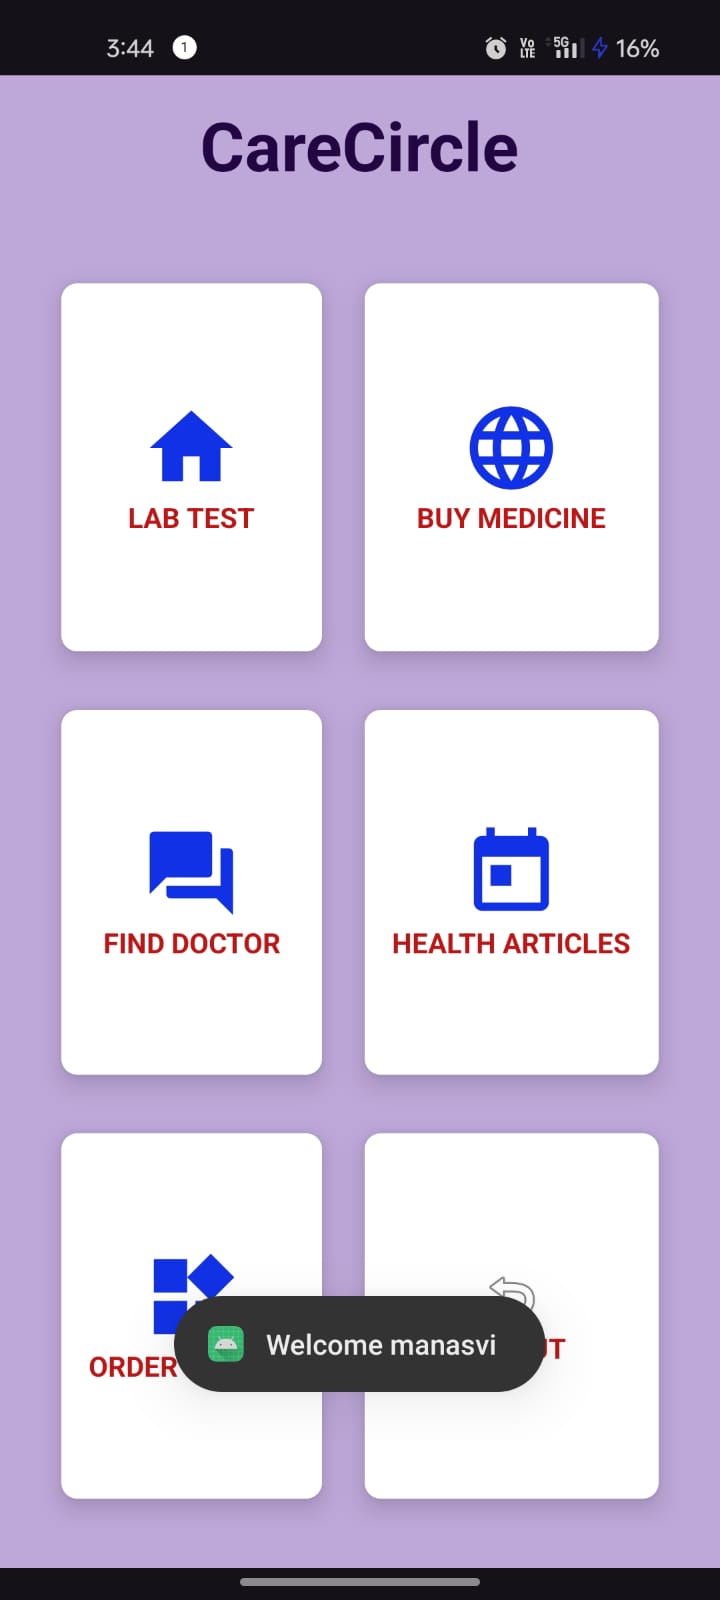 3:44 1 Vo LTE 5G 16%
CareCircle
LAB TEST BUY MEDICINE
FIND DOCTOR HEALTH ARTICLES
Welcome manasvi
ORDER